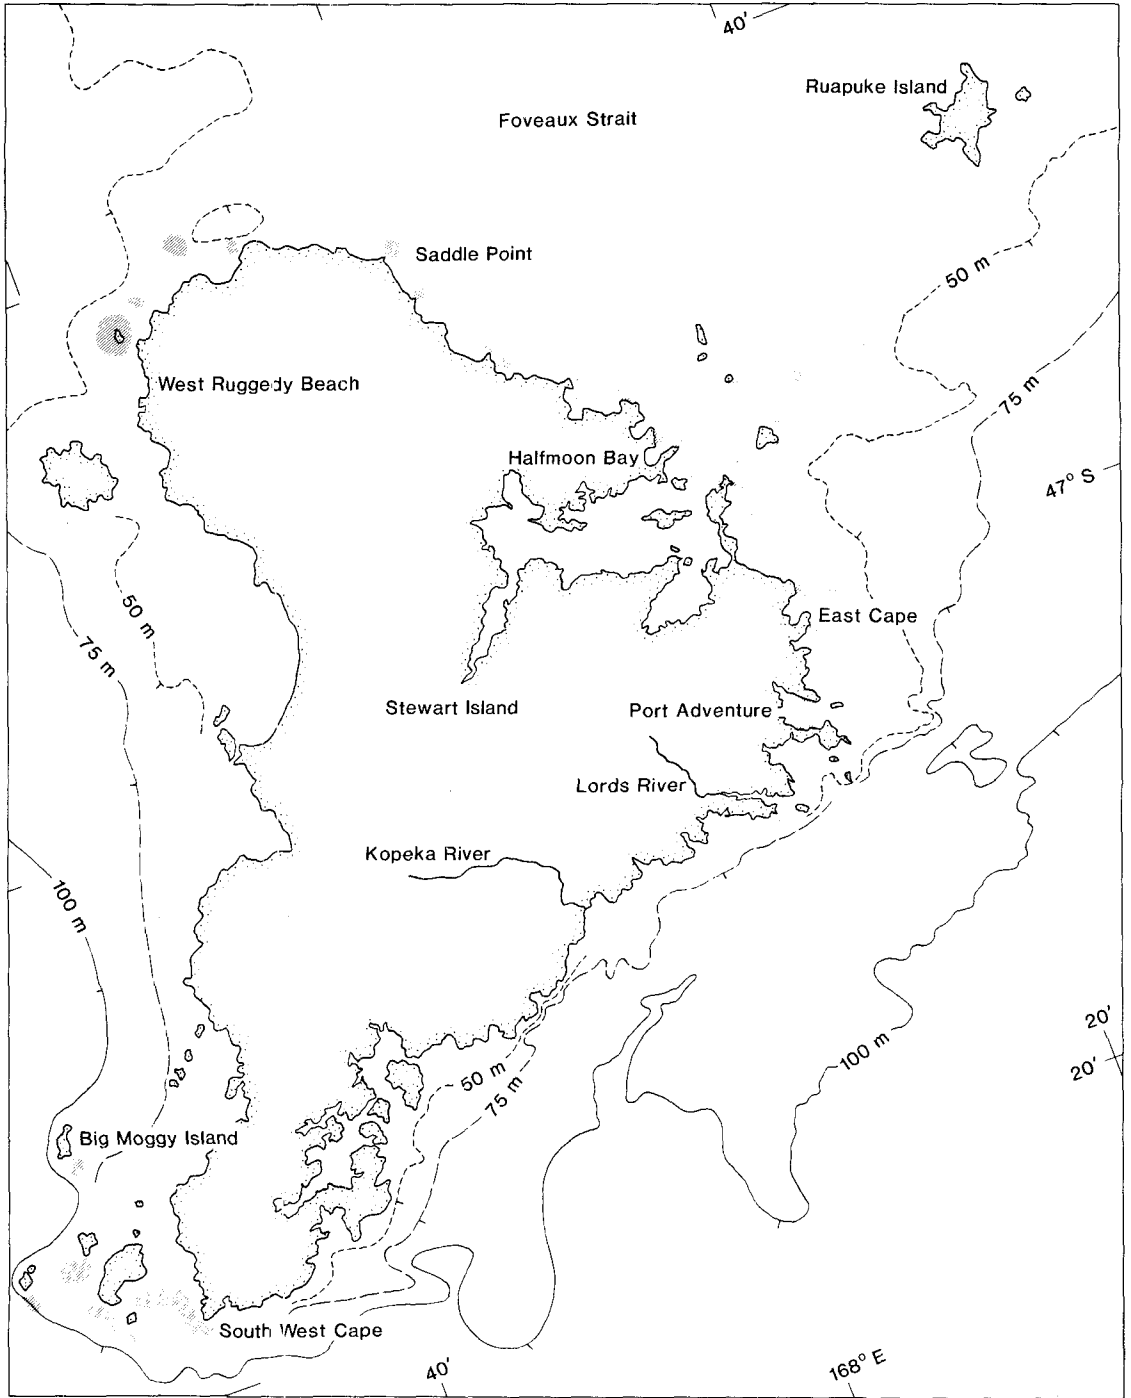 40'
Ruapuke Island
Foveaux Strait
Saddle Point
50 m
West Ruggedy Beach
75 m
Halfmoon Bay
47° S
50 m
East Cape
75 m
Stewart Island
Port Adventure
Lords River
Kopeka River
100 m
20'
100 m
20'
50 m
75 m
Big Moggy Island
South West Cape
40'
168° E